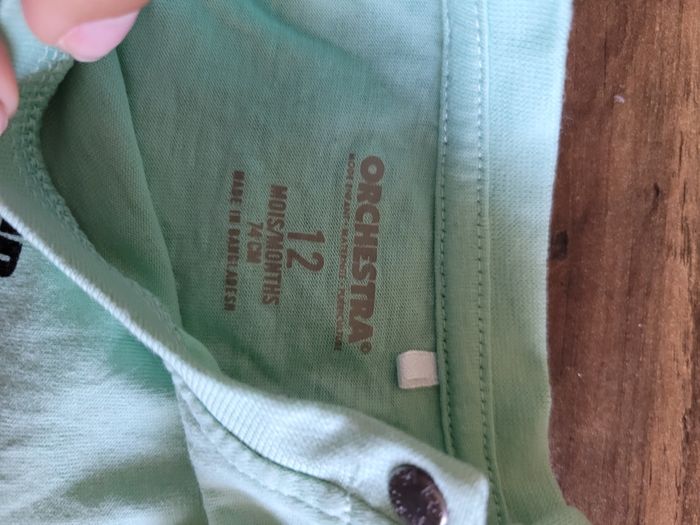 ORCHESTRA®
12
MOIS/MONTHS
74 CM
MADE IN BANGLADESH